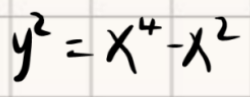 y² = x⁴ - x²